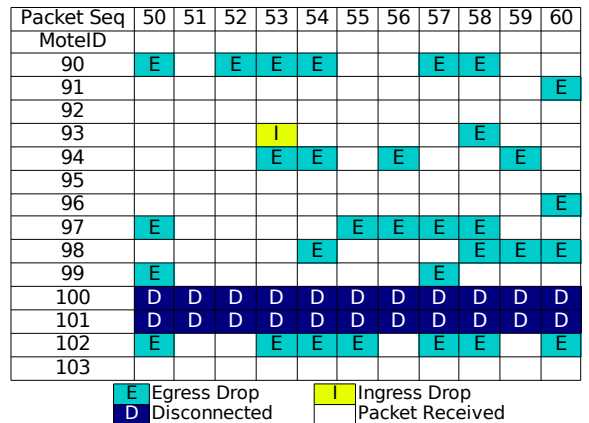 Packet Seq 50 51 52 53 54 55 56 57 58 59 60
MoteID
90 E E E E E E
91 E
92
93 I E
94 E E E E
95
96 E
97 E E E E E
98 E E E E
99 E E
100 D D D D D D D D D D D
101 D D D D D D D D D D D
102 E E E E E E E
103
E Egress Drop I Ingress Drop
D Disconnected Packet Received